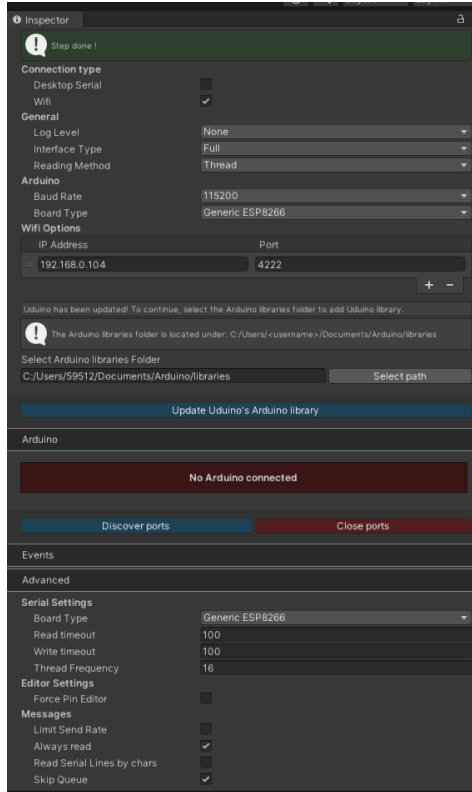 Inspector
Step done !
Connection type
Desktop Serial
Wifi
General
Log Level None
Interface Type Full
Reading Method Thread
Arduino
Baud Rate 115200
Board Type Generic ESP8266
Wifi Options
IP Address Port
192.168.0.104 4222
+ -
Uduino has been updated! To continue, select the Arduino libraries folder to add Uduino library.
The Arduino libraries folder is located under: C:/Users/<username>/Documents/Arduino/libraries
Select Arduino libraries Folder
C:/Users/59512/Documents/Arduino/libraries Select path
Update Uduino's Arduino library
Arduino
No Arduino connected
Discover ports Close ports
Events
Advanced
Serial Settings
Board Type Generic ESP8266
Read timeout 100
Write timeout 100
Thread Frequency 16
Editor Settings
Force Pin Editor
Messages
Limit Send Rate
Always read
Read Serial Lines by chars
Skip Queue